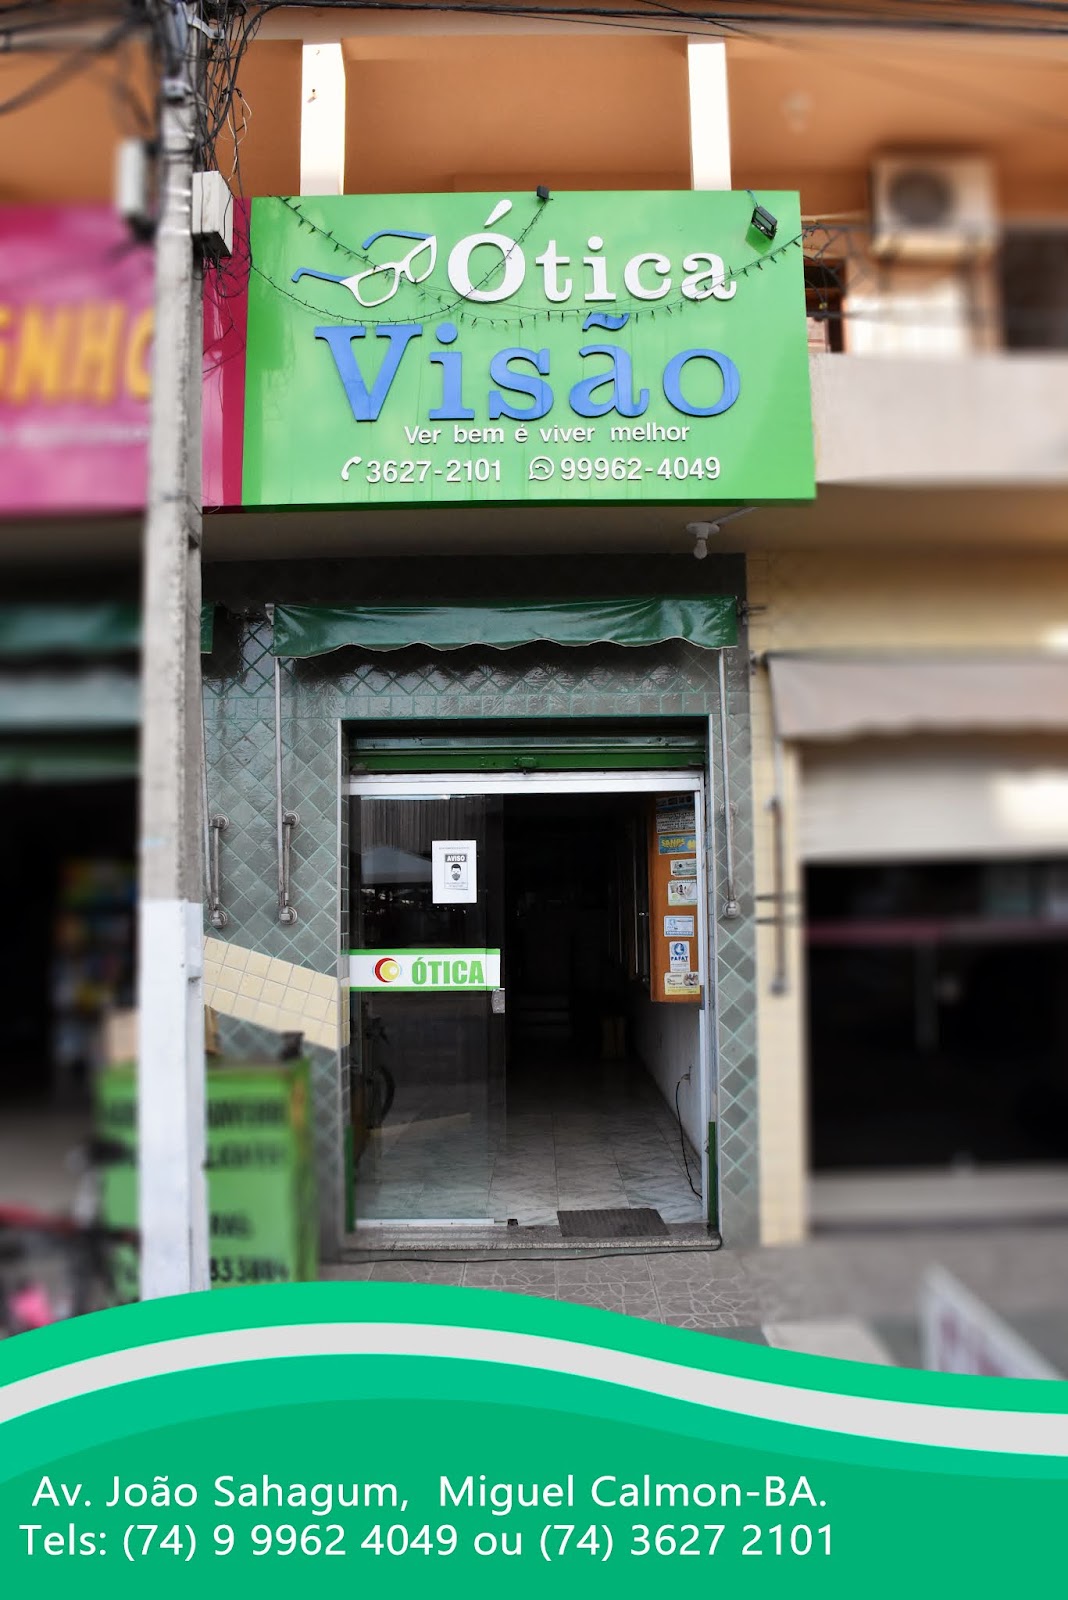 Ótica
Visão
Ver bem é viver melhor
3627-2101 99962-4049
AVISO
ÓTICA
Av. João Sahagum, Miguel Calmon-BA.
Tels: (74) 9 9962 4049 ou (74) 3627 2101